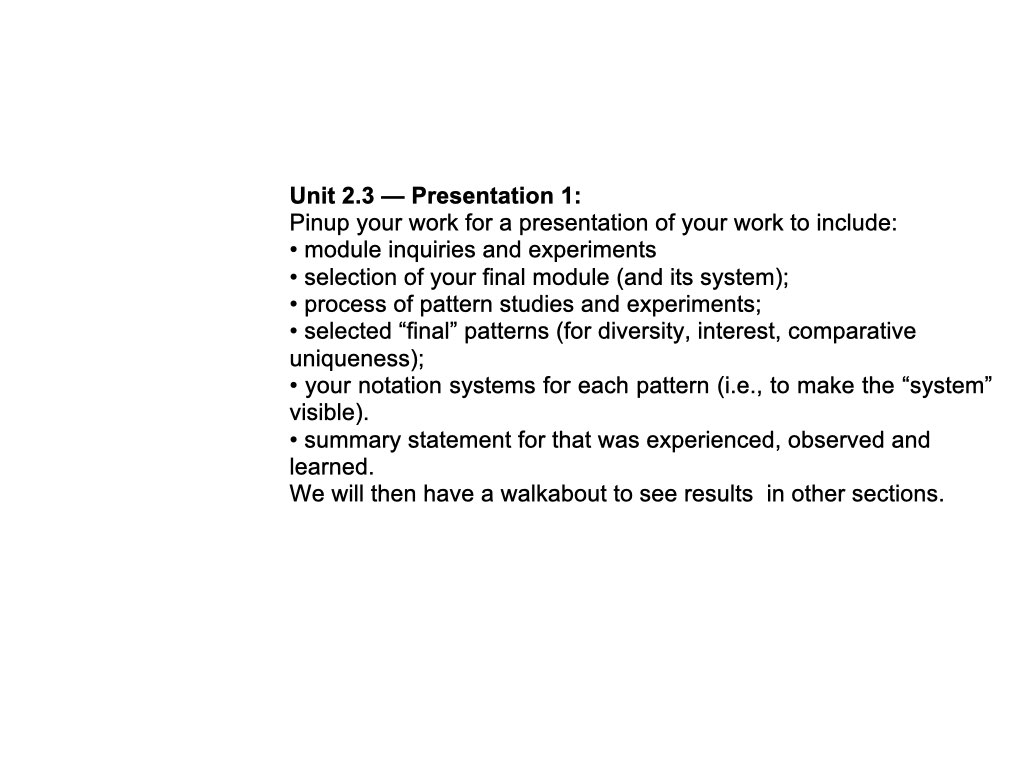 Unit 2.3 — Presentation 1:
Pinup your work for a presentation of your work to include:
• module inquiries and experiments
• selection of your final module (and its system);
• process of pattern studies and experiments;
• selected “final” patterns (for diversity, interest, comparative
uniqueness);
• your notation systems for each pattern (i.e., to make the “system”
visible).
• summary statement for that was experienced, observed and
learned.
We will then have a walkabout to see results  in other sections.